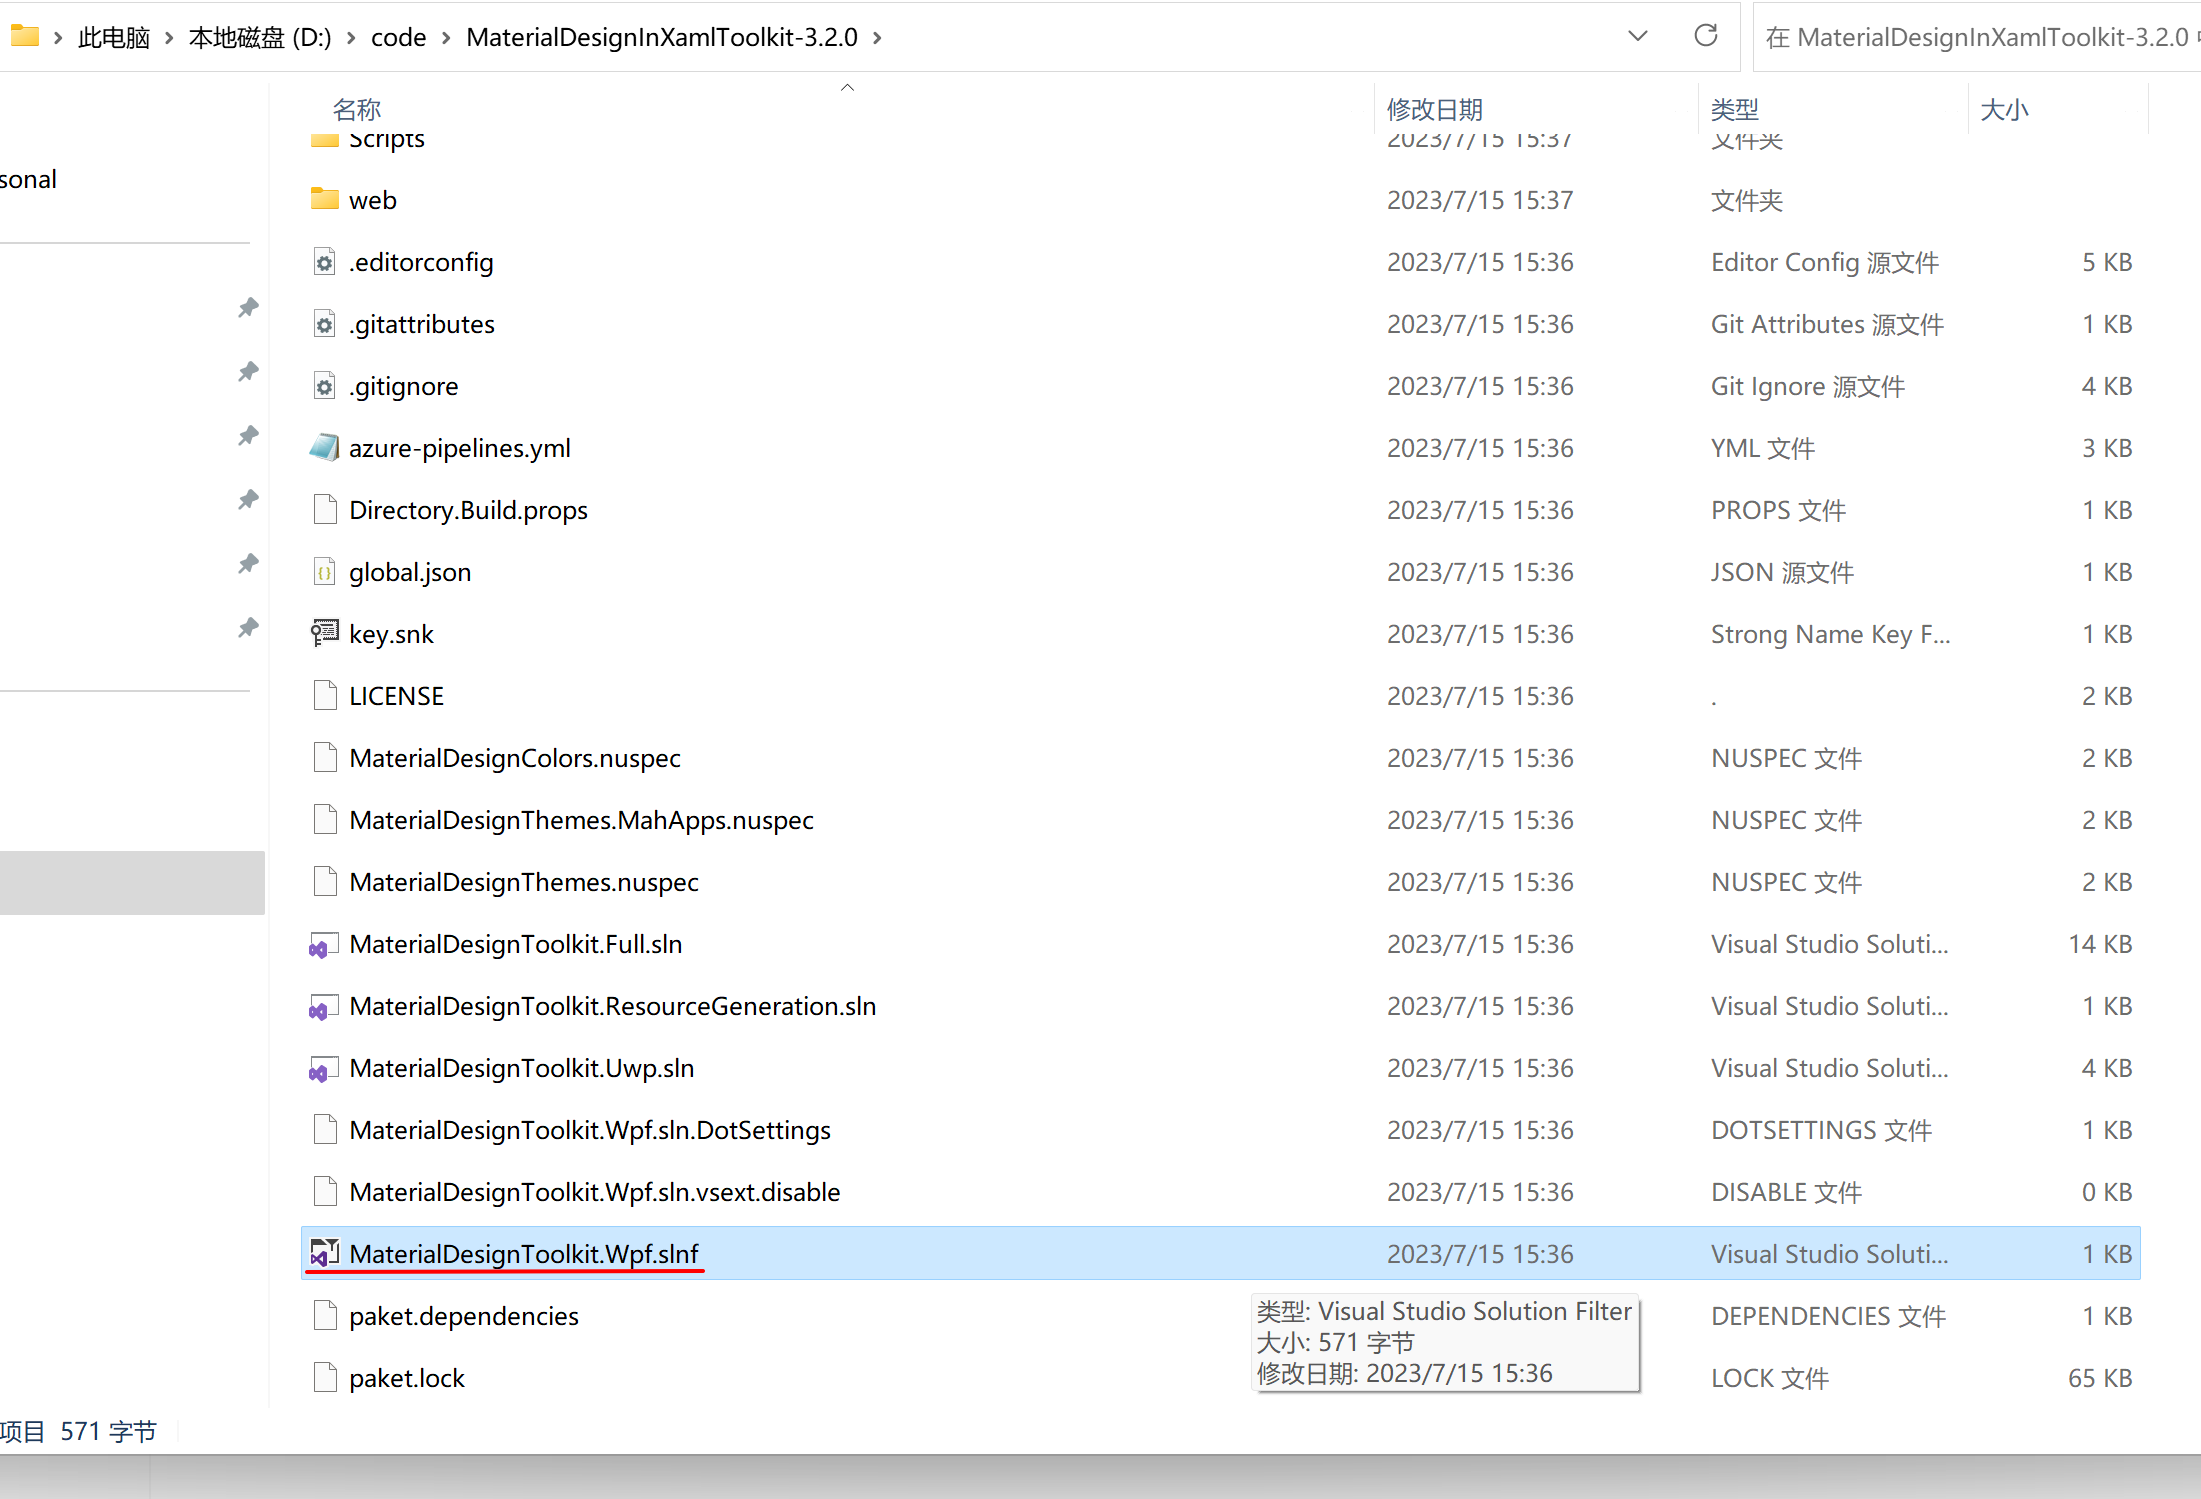 此电脑 本地磁盘 (D:) code MaterialDesignInXamlToolkit-3.2.0 在 MaterialDesignInXamlToolkit-3.2.0
名称 修改日期 类型 大小
Scripts 2023/7/15 15:37 文件夹
sonal
web 2023/7/15 15:37 文件夹
.editorconfig 2023/7/15 15:36 Editor Config 源文件 5 KB
.gitattributes 2023/7/15 15:36 Git Attributes 源文件 1 KB
.gitignore 2023/7/15 15:36 Git Ignore 源文件 4 KB
azure-pipelines.yml 2023/7/15 15:36 YML 文件 3 KB
Directory.Build.props 2023/7/15 15:36 PROPS 文件 1 KB
global.json 2023/7/15 15:36 JSON 源文件 1 KB
key.snk 2023/7/15 15:36 Strong Name Key F... 1 KB
LICENSE 2023/7/15 15:36 . 2 KB
MaterialDesignColors.nuspec 2023/7/15 15:36 NUSPEC 文件 2 KB
MaterialDesignThemes.MahApps.nuspec 2023/7/15 15:36 NUSPEC 文件 2 KB
MaterialDesignThemes.nuspec 2023/7/15 15:36 NUSPEC 文件 2 KB
MaterialDesignToolkit.Full.sln 2023/7/15 15:36 Visual Studio Soluti... 14 KB
MaterialDesignToolkit.ResourceGeneration.sln 2023/7/15 15:36 Visual Studio Soluti... 1 KB
MaterialDesignToolkit.Uwp.sln 2023/7/15 15:36 Visual Studio Soluti... 4 KB
MaterialDesignToolkit.Wpf.sln.DotSettings 2023/7/15 15:36 DOTSETTINGS 文件 1 KB
MaterialDesignToolkit.Wpf.sln.vsext.disable 2023/7/15 15:36 DISABLE 文件 0 KB
MaterialDesignToolkit.Wpf.slnf 2023/7/15 15:36 Visual Studio Soluti... 1 KB
paket.dependencies DEPENDENCIES 文件 1 KB
类型: Visual Studio Solution Filter
大小: 571 字节
修改日期: 2023/7/15 15:36
paket.lock LOCK 文件 65 KB
项目 571 字节